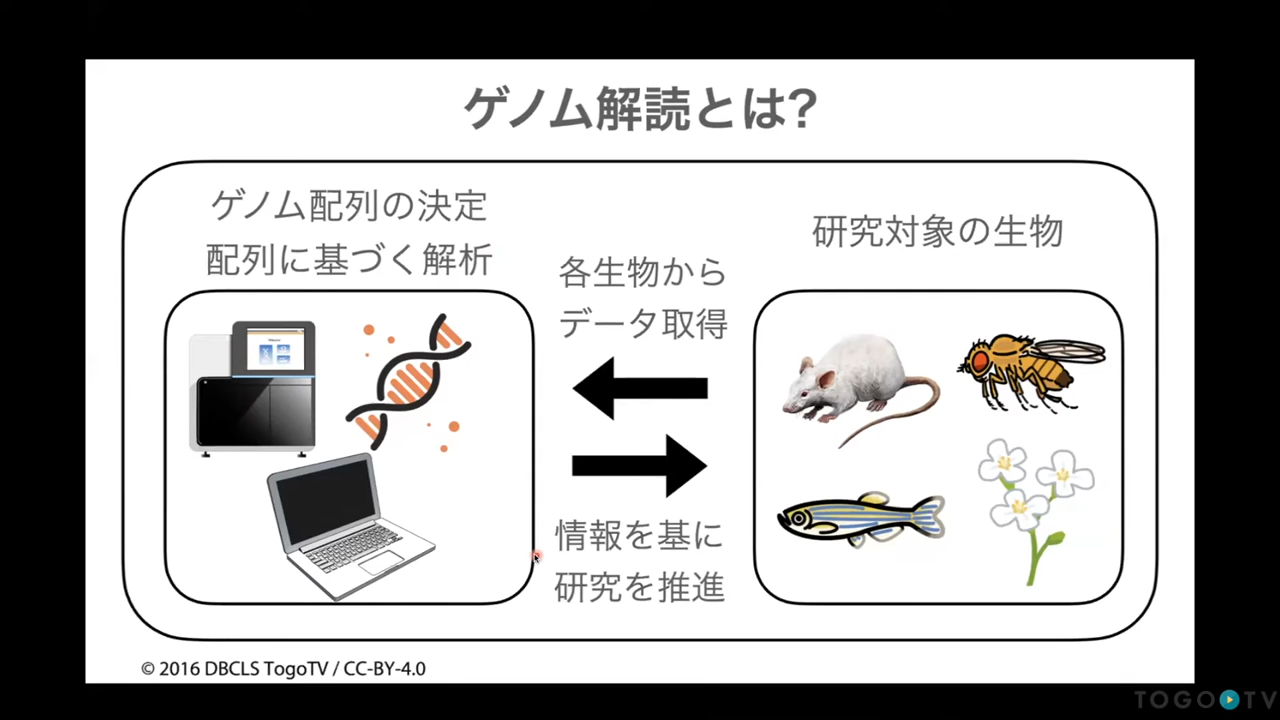 ゲノム解読とは?
ゲノム配列の決定
配列に基づく解析
各生物から
データ取得
情報を基に
研究を推進
研究対象の生物
© 2016 DBCLS TogoTV / CC-BY-4.0
TOGOTV